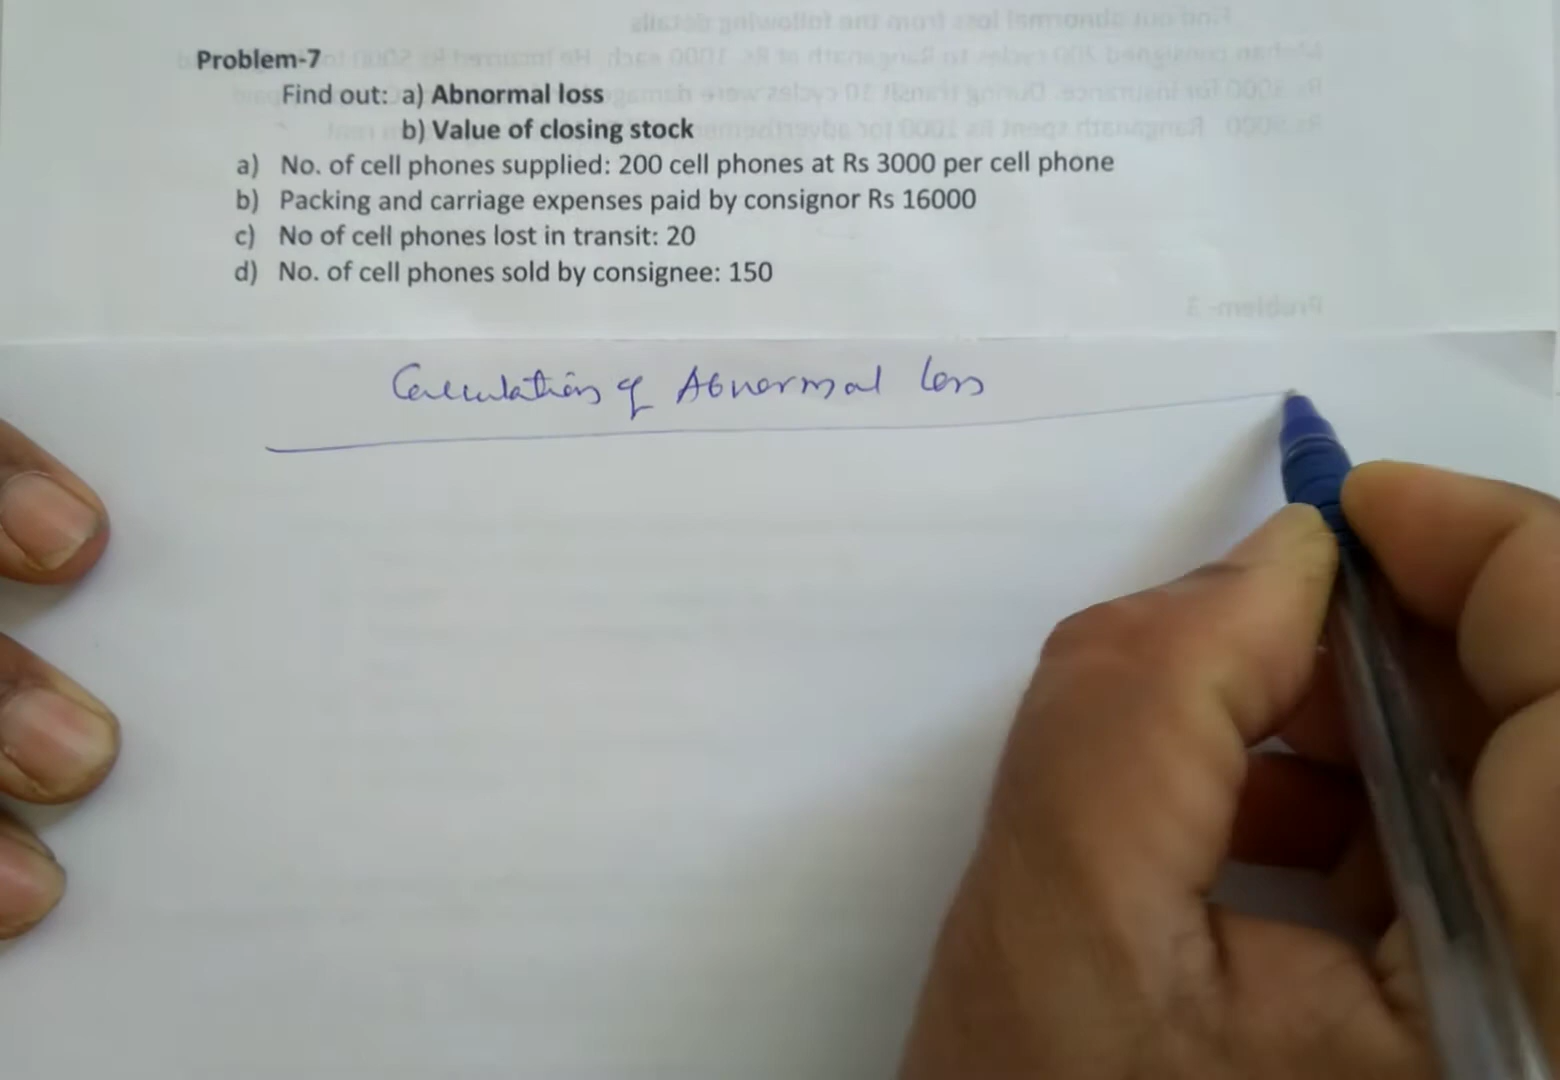 Problem-7
Find out: a) Abnormal loss
b) Value of closing stock
a) No. of cell phones supplied: 200 cell phones at Rs 3000 per cell phone
b) Packing and carriage expenses paid by consignor Rs 16000
c) No of cell phones lost in transit: 20
d) No. of cell phones sold by consignee: 150
Calculation of Abnormal loss